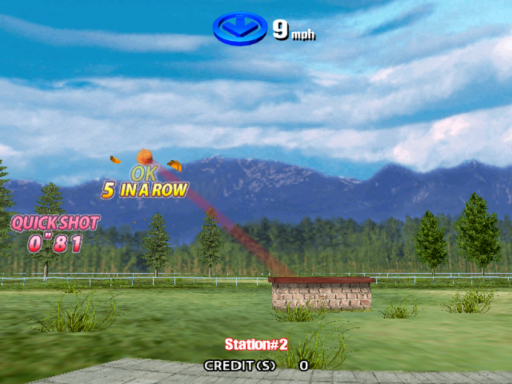 9 mph
OK
5 IN A ROW
QUICK SHOT
0"81
Station#2
CREDIT(S) 0